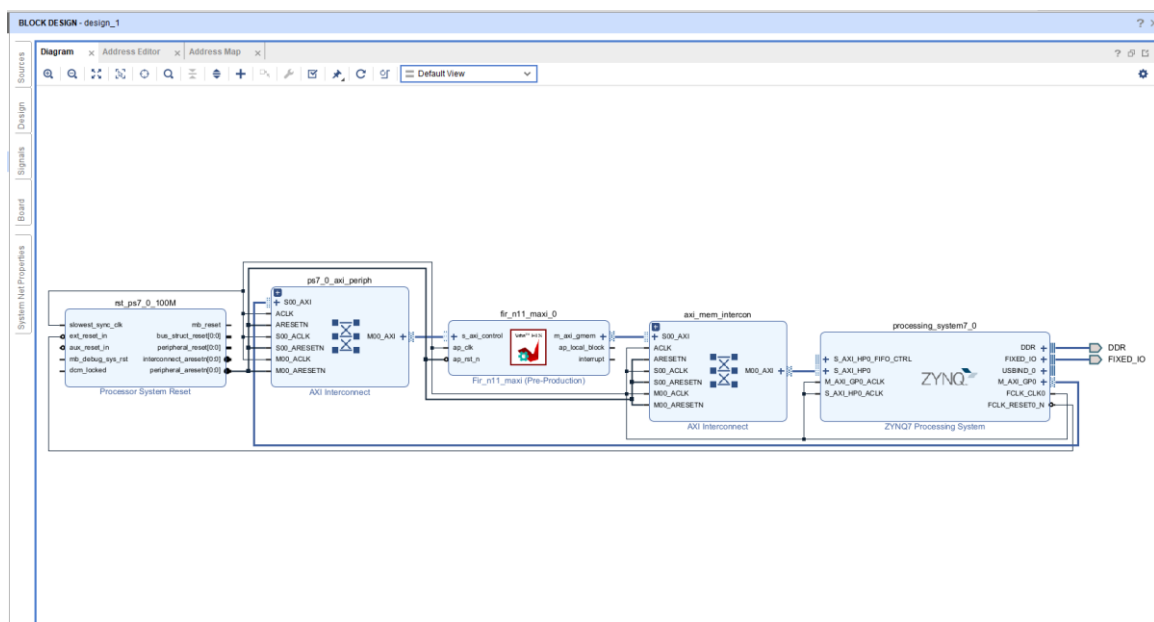 BLOCK DESIGN - design_1
Diagram
Address Editor
Address Map
Default View
Sources
Design
Signals
Board
System Net Properties
rst_ps7_0_100M
slowest_sync_clk
ext_reset_in
aux_reset_in
mb_debug_sys_rst
dcm_locked
mb_reset
bus_struct_reset[0:0]
peripheral_reset[0:0]
interconnect_aresetn[0:0]
peripheral_aresetn[0:0]
Processor System Reset
ps7_0_axi_periph
S00_AXI
ACLK
ARESETN
S00_ACLK
S00_ARESETN
M00_ACLK
M00_ARESETN
M00_AXI
AXI Interconnect
fir_n11_maxi_0
s_axi_control
ap_clk
ap_rst_n
m_axi_gmem
ap_local_block
interrupt
Fir_n11_maxi (Pre-Production)
axi_mem_intercon
S00_AXI
ACLK
ARESETN
S00_ACLK
S00_ARESETN
M00_ACLK
M00_ARESETN
M00_AXI
AXI Interconnect
processing_system7_0
S_AXI_HP0_FIFO_CTRL
S_AXI_HP0
M_AXI_GP0_ACLK
S_AXI_HP0_ACLK
ZYNQ
DDR
FIXED_IO
USBIND_0
M_AXI_GP0
FCLK_CLK0
FCLK_RESET0_N
ZYNQ7 Processing System
DDR
FIXED_IO